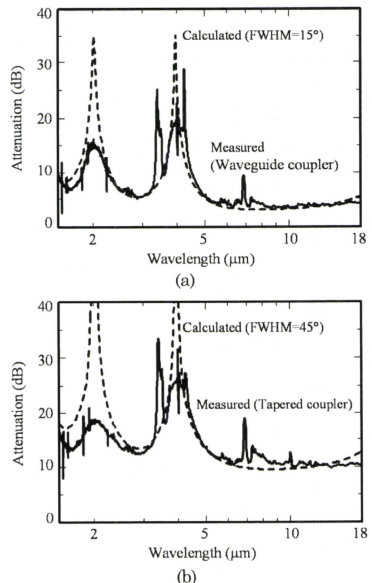 40
Calculated (FWHM=15°)
30
Attenuation (dB)
20
Measured
(Waveguide coupler)
10
0
2
5
10
18
Wavelength (μm)
(a)
40
Calculated (FWHM=45°)
30
Attenuation (dB)
Measured (Tapered coupler)
20
10
0
2
5
10
18
Wavelength (μm)
(b)